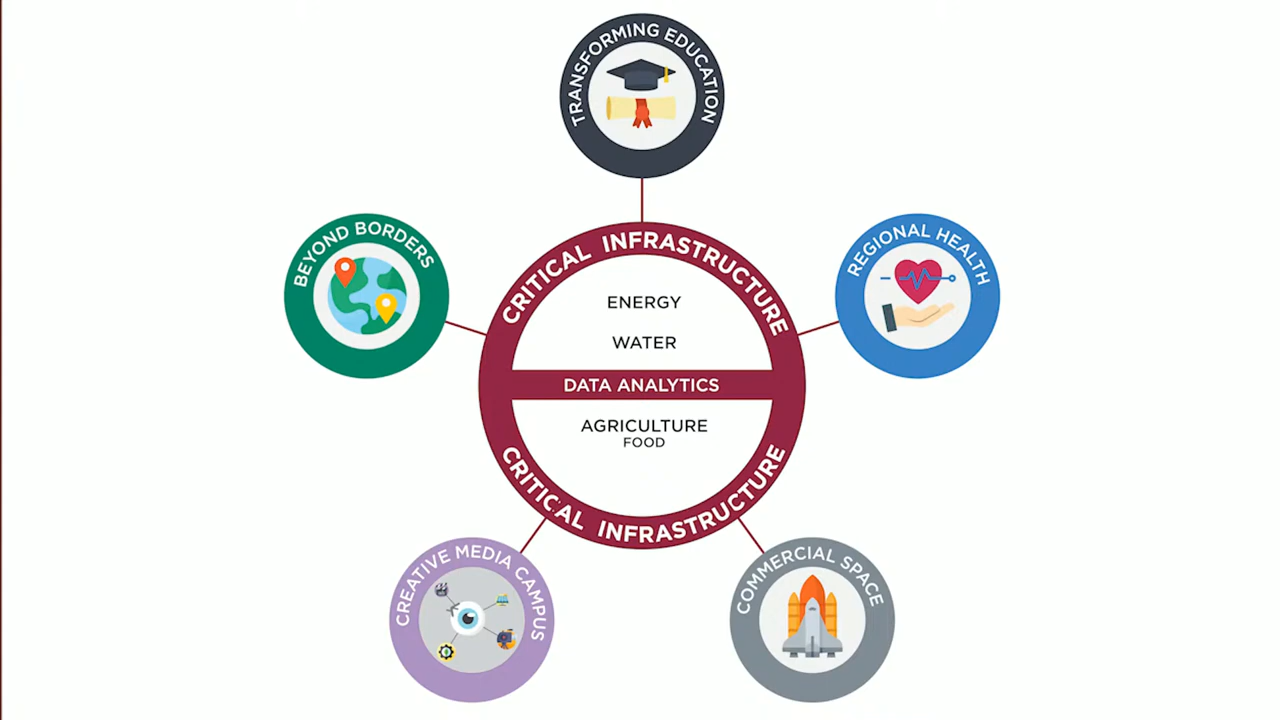 TRANSFORMING EDUCATION
BEYOND BORDERS
REGIONAL HEALTH
CRITICAL INFRASTRUCTURE
ENERGY
WATER
DATA ANALYTICS
AGRICULTURE
FOOD
CRITICAL INFRASTRUCTURE
CREATIVE MEDIA CAMPUS
COMMERCIAL SPACE